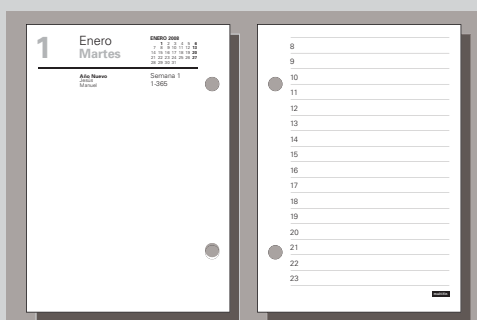 1
Enero
Martes
ENERO 2008
1 2 3 4 5 6
7 8 9 10 11 12 13
14 15 16 17 18 19 20
21 22 23 24 25 26 27
28 29 30 31
Año Nuevo
Jesús
Manuel
Semana 1
1-365
8
9
10
11
12
13
14
15
16
17
18
19
20
21
22
23